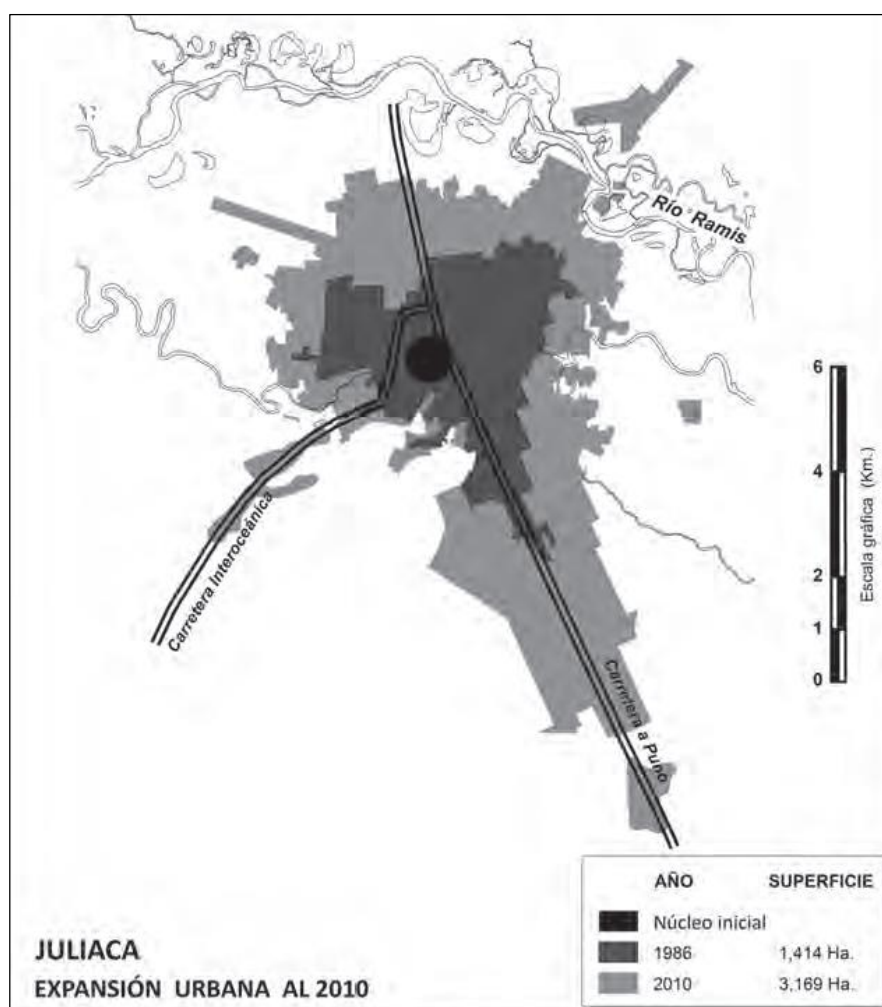 Río Ramis
6
4
2
1
0
Escala gráfica (Km.)
Carretera Interoceánica
Carretera a Puno
AÑO SUPERFICIE
Núcleo inicial
1986 1,414 Ha.
2010 3,169 Ha.
JULIACA
EXPANSIÓN URBANA AL 2010